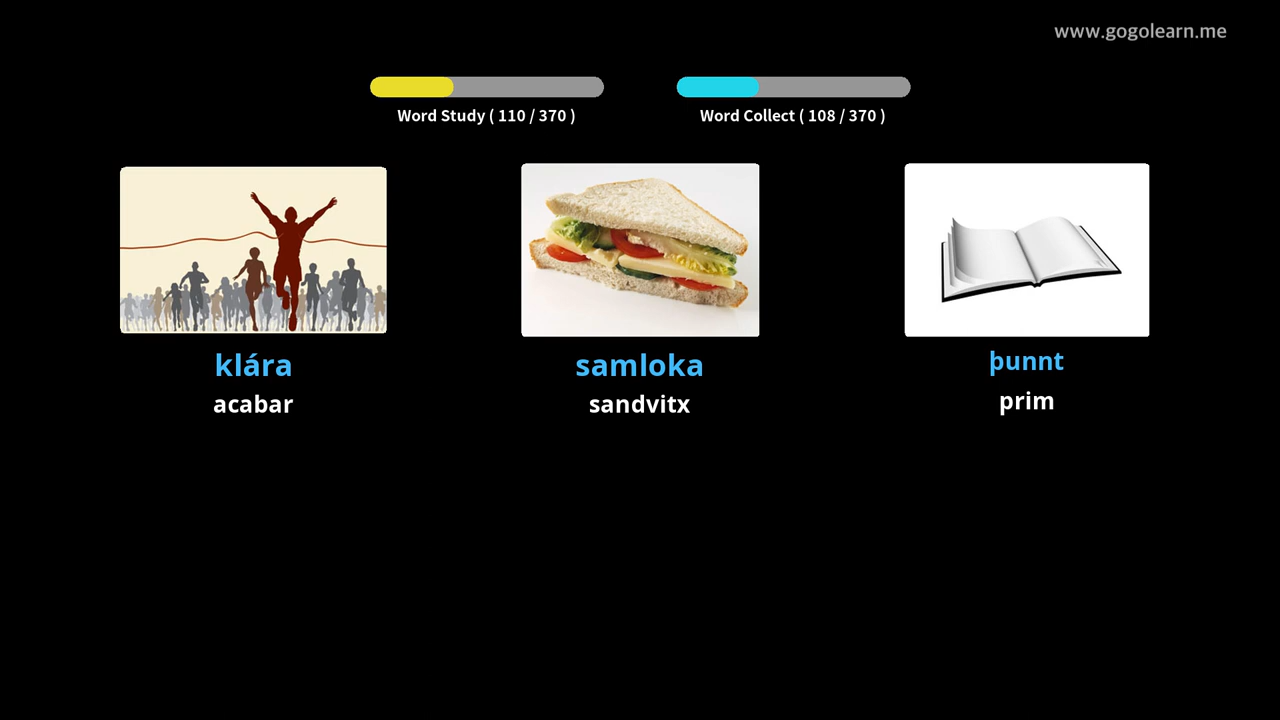 www.gogolearn.me
Word Study ( 110 / 370 )
Word Collect ( 108 / 370 )
klára
samloka
þunnt
acabar
sandvitx
prim